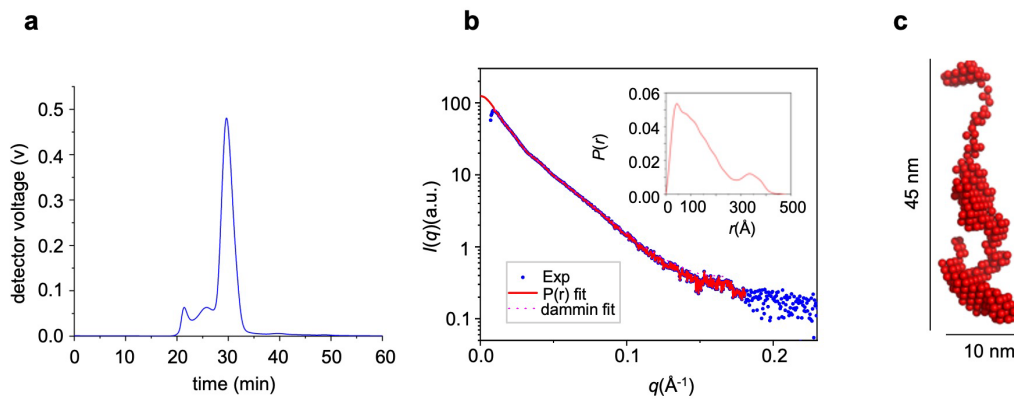 a
b
c
detector voltage (v)
0.5
0.4
0.3
0.2
0.1
0.0
0 10 20 30 40 50 60
time (min)
I(q)(a.u.)
100
10
1
0.1
0.0 0.1 0.2
q(Å-1)
P(r)
0.06
0.04
0.02
0.00
0 100 300 500
r(Å)
Exp
P(r) fit
dammin fit
45 nm
10 nm